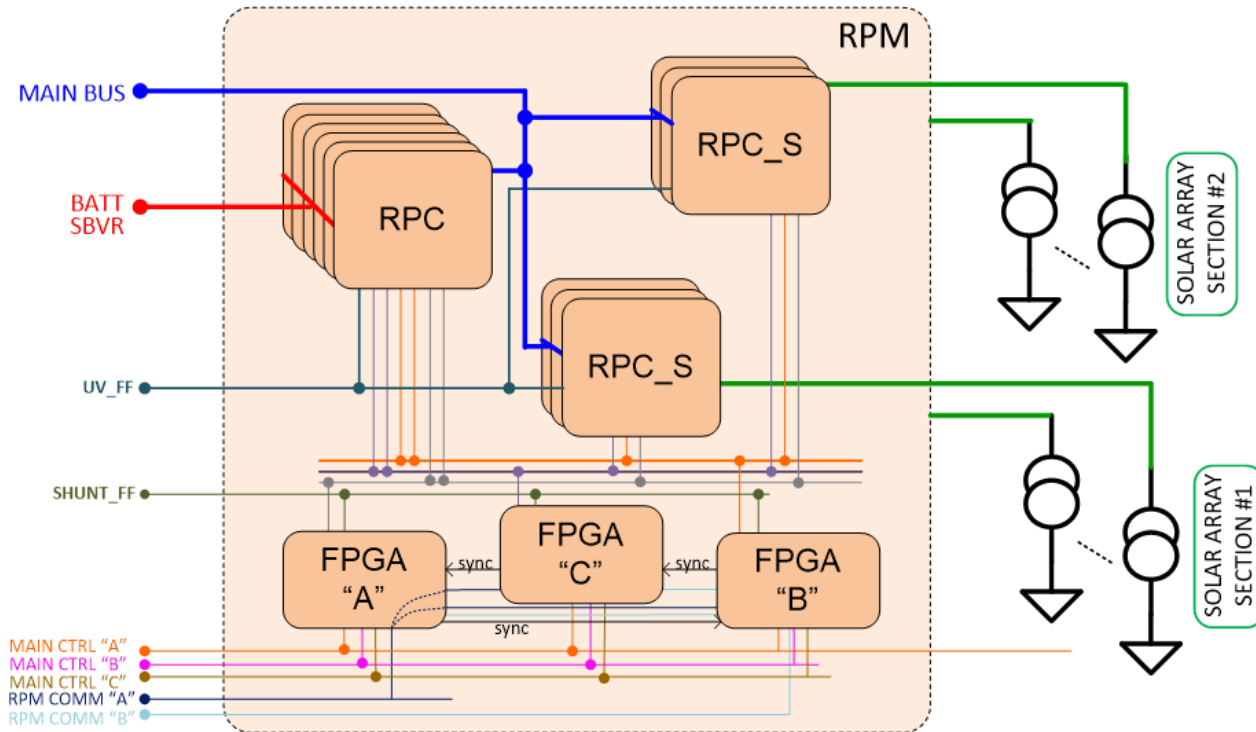 RPM
MAIN BUS
RPC_S
BATT
SBVR
RPC
SOLAR ARRAY
SECTION #2
RPC_S
UV_FF
SHUNT_FF
FPGA
“A”
sync
FPGA
“C”
sync
FPGA
“B”
sync
SOLAR ARRAY
SECTION #1
MAIN CTRL “A”
MAIN CTRL “B”
MAIN CTRL “C”
RPM COMM “A”
RPM COMM “B”